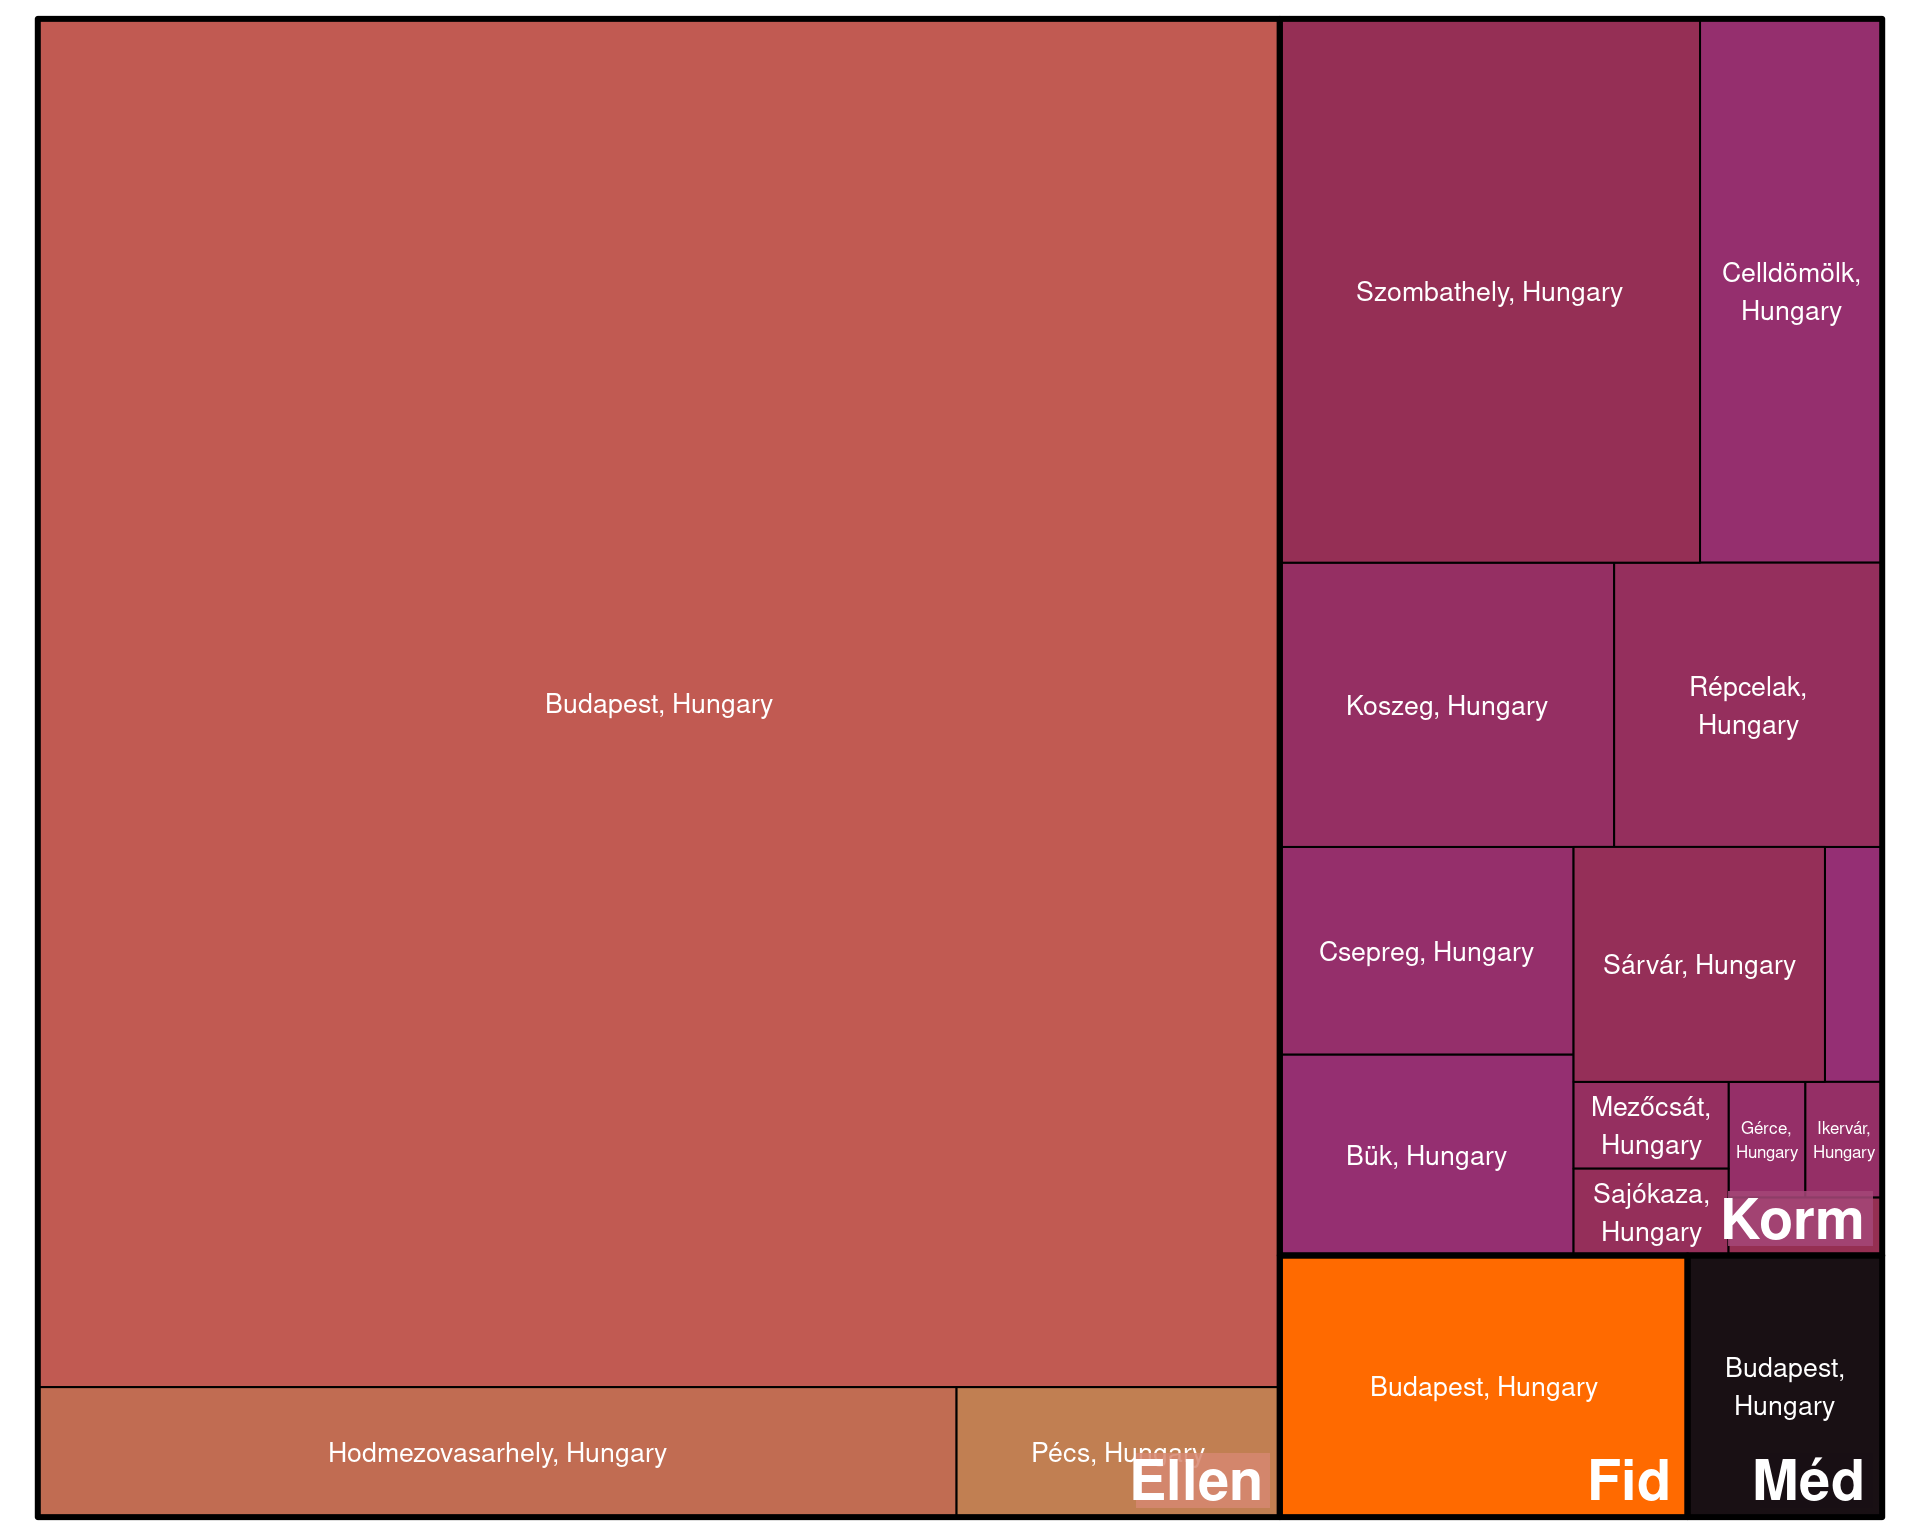 Budapest, Hungary
Hodmezovasarhely, Hungary
Pécs, Hungary
Ellen
Szombathely, Hungary
Celldömölk,
Hungary
Koszeg, Hungary
Répcelak,
Hungary
Csepreg, Hungary
Sárvár, Hungary
Bük, Hungary
Mezőcsát,
Hungary
Gérce,
Hungary
Ikervár,
Hungary
Sajókaza,
Hungary
Korm
Budapest, Hungary
Fid
Budapest,
Hungary
Méd